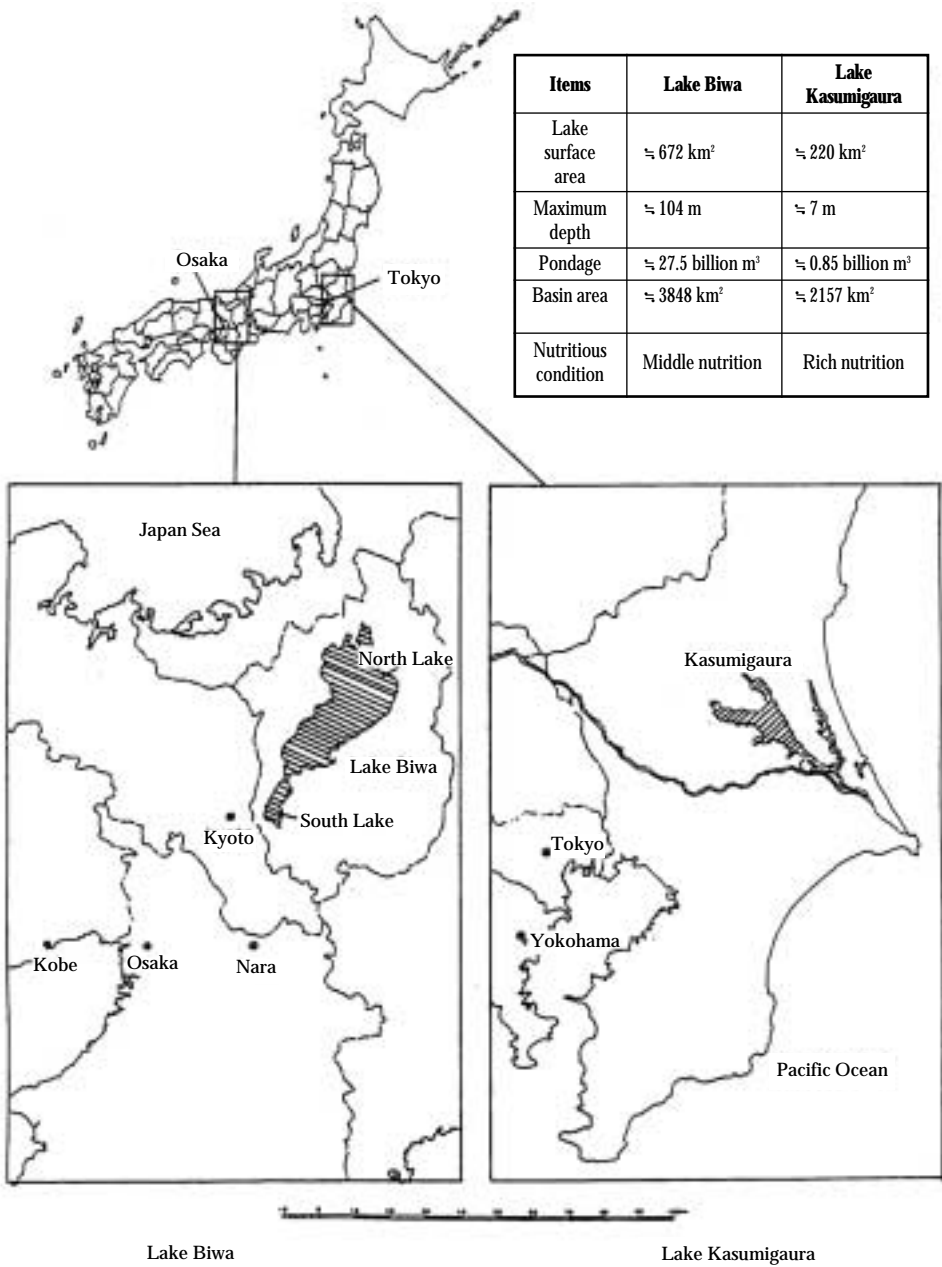 Items Lake Biwa Lake Kasumigaura
Lake surface area ≒ 672 km² ≒ 220 km²
Maximum depth ≒ 104 m ≒ 7 m
Pondage ≒ 27.5 billion m³ ≒ 0.85 billion m³
Basin area ≒ 3848 km² ≒ 2157 km²
Nutritious condition Middle nutrition Rich nutrition
Osaka
Tokyo
Japan Sea
North Lake
Lake Biwa
South Lake
Kyoto
Kobe
Osaka
Nara
Kasumigaura
Tokyo
Yokohama
Pacific Ocean
Lake Biwa
Lake Kasumigaura